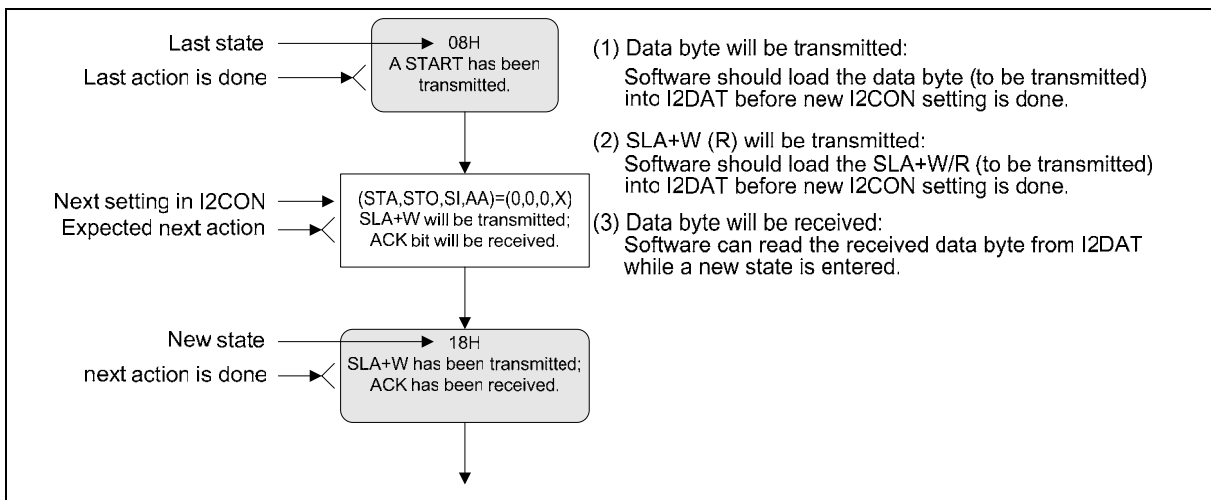 Last state
Last action is done
08H
A START has been
transmitted.
Next setting in I2CON
Expected next action
(STA,STO,SI,AA)=(0,0,0,X)
SLA+W will be transmitted;
ACK bit will be received.
New state
next action is done
18H
SLA+W has been transmitted;
ACK has been received.
(1) Data byte will be transmitted:
Software should load the data byte (to be transmitted)
into I2DAT before new I2CON setting is done.
(2) SLA+W (R) will be transmitted:
Software should load the SLA+W/R (to be transmitted)
into I2DAT before new I2CON setting is done.
(3) Data byte will be received:
Software can read the received data byte from I2DAT
while a new state is entered.